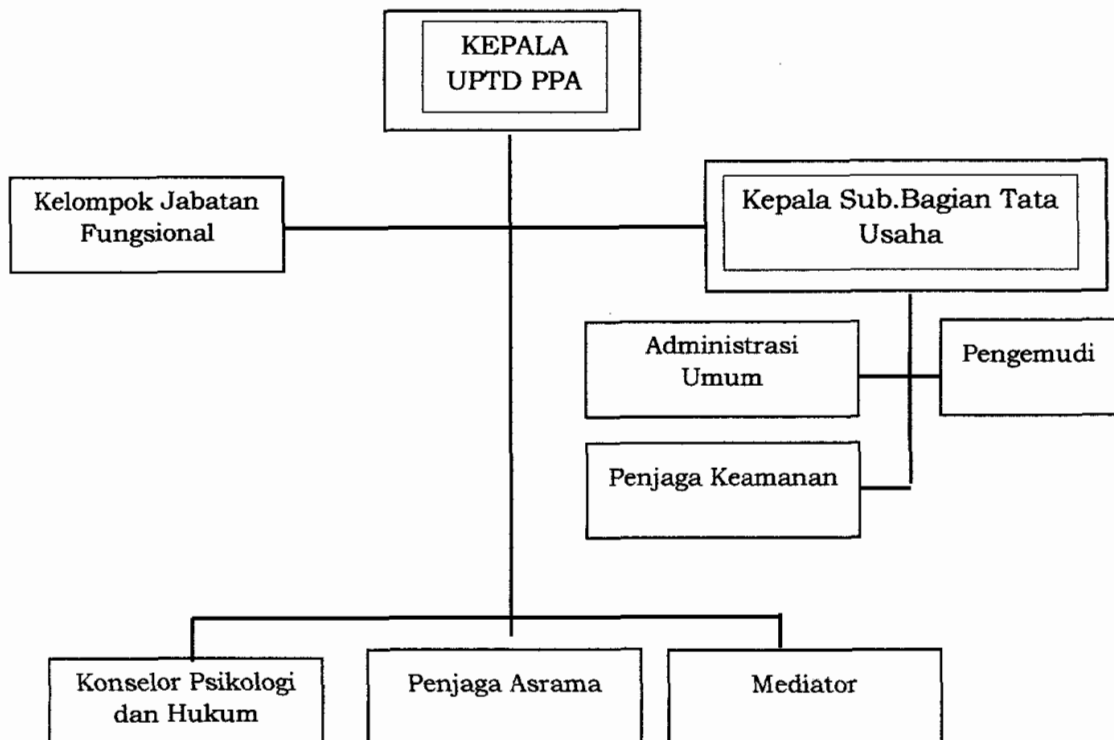 KEPALA
UPTD PPA
Kelompok Jabatan
Fungsional
Kepala Sub.Bagian Tata
Usaha
Administrasi
Umum
Pengemudi
Penjaga Keamanan
Konselor Psikologi
dan Hukum
Penjaga Asrama
Mediator